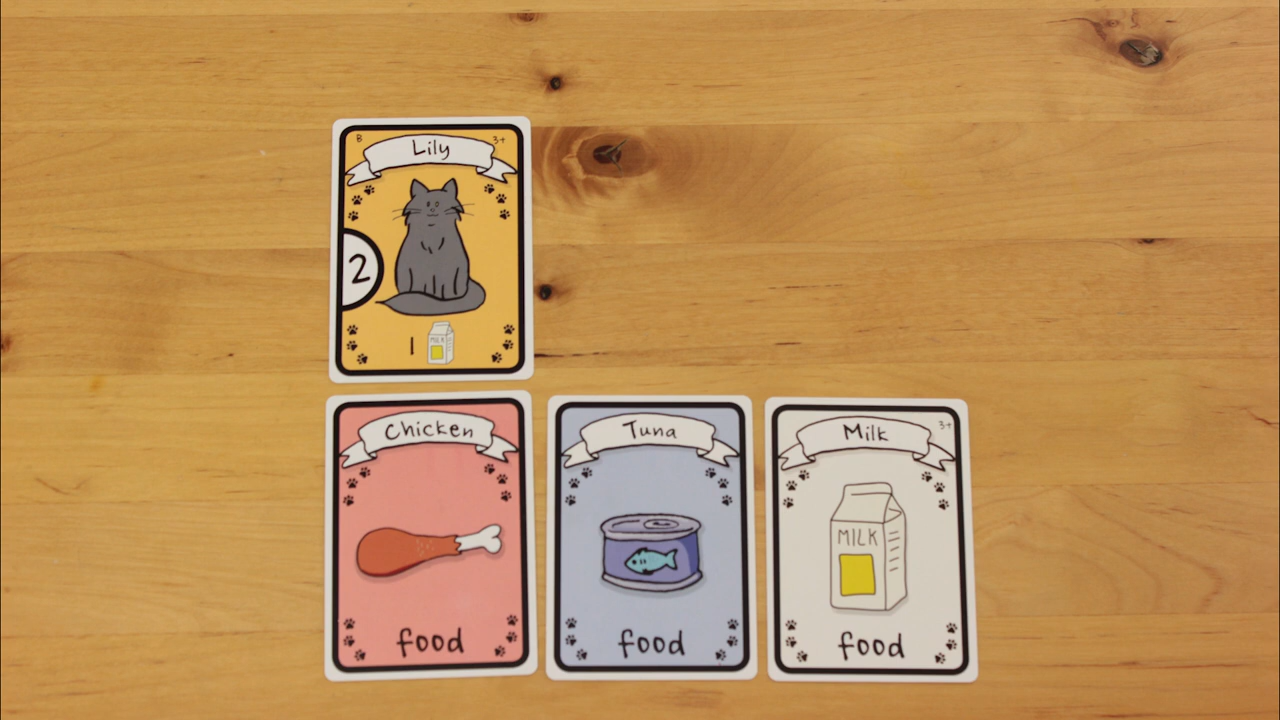 B
3+
Lily
2
1
MILK
Chicken
food
Tuna
food
3+
Milk
MILK
food